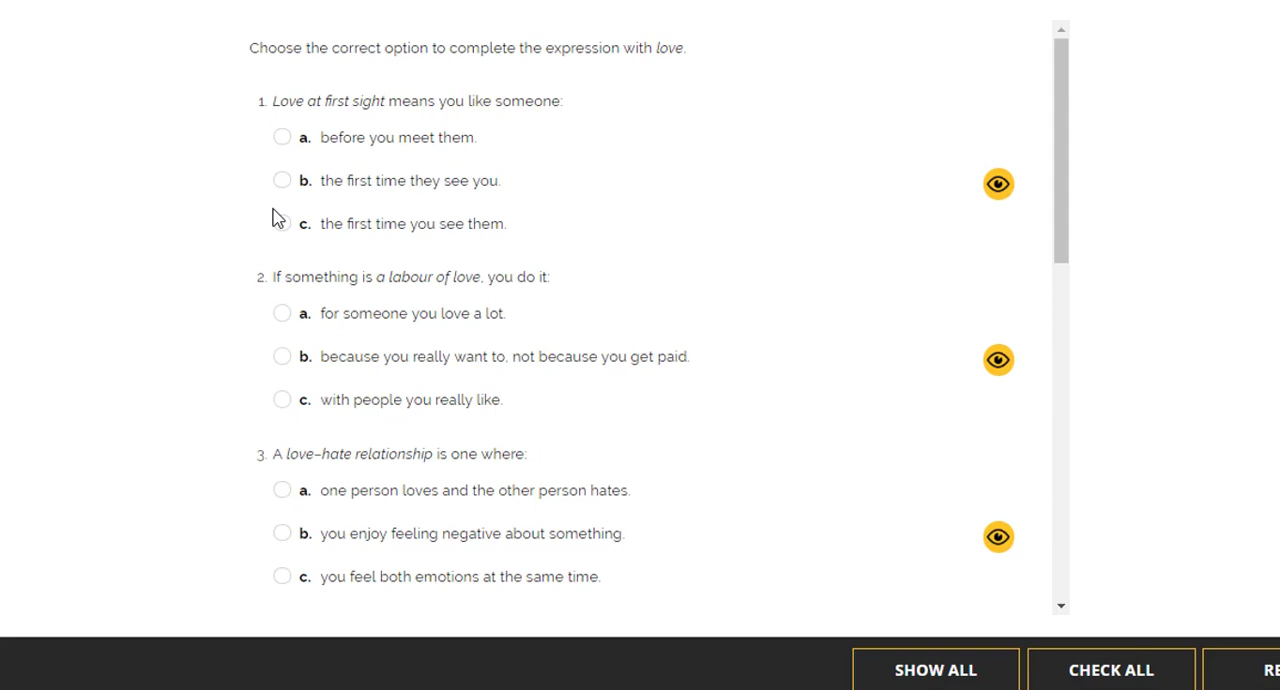 Choose the correct option to complete the expression with love.
1. Love at first sight means you like someone:
a. before you meet them.
b. the first time they see you.
c. the first time you see them.
2. If something is a labour of love, you do it:
a. for someone you love a lot.
b. because you really want to, not because you get paid.
c. with people you really like.
3. A love-hate relationship is one where:
a. one person loves and the other person hates.
b. you enjoy feeling negative about something.
c. you feel both emotions at the same time.
SHOW ALL CHECK ALL RE